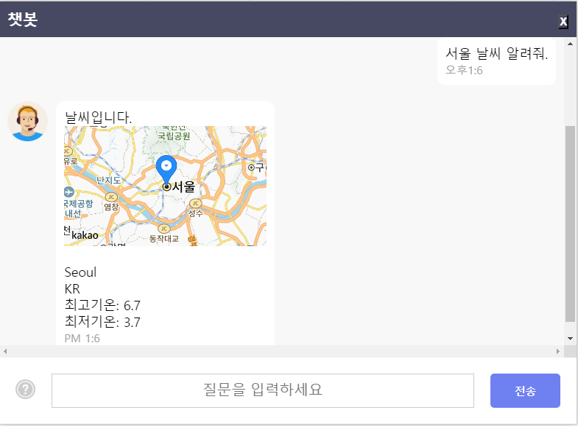 챗봇
x
서울 날씨 알려줘.
오후1:6
날씨입니다.
국립공원
유로
난지도
서울
구리
국제공항
내선
염창
성수
동작대교
kakao
Seoul
KR
최고기온: 6.7
최저기온: 3.7
PM 1:6
?
질문을 입력하세요
전송